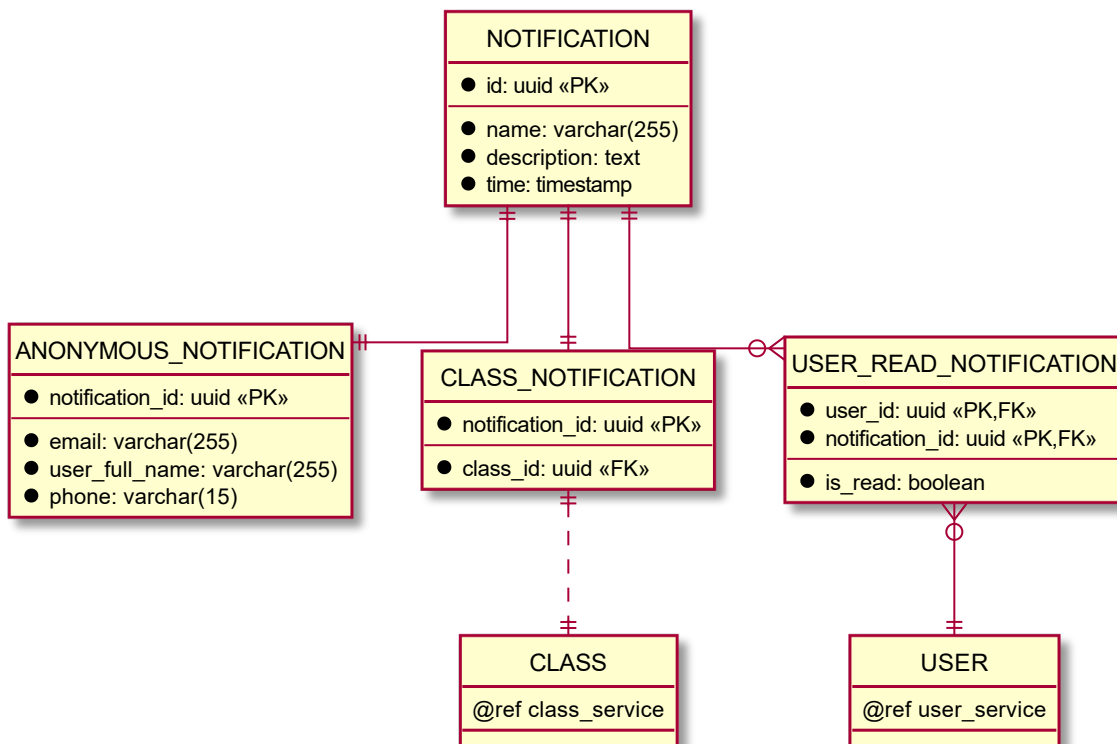 NOTIFICATION
● id: uuid «PK»
● name: varchar(255)
● description: text
● time: timestamp
ANONYMOUS_NOTIFICATION
● notification_id: uuid «PK»
● email: varchar(255)
● user_full_name: varchar(255)
● phone: varchar(15)
CLASS_NOTIFICATION
● notification_id: uuid «PK»
● class_id: uuid «FK»
USER_READ_NOTIFICATION
● user_id: uuid «PK,FK»
● notification_id: uuid «PK,FK»
● is_read: boolean
CLASS
@ref class_service
USER
@ref user_service